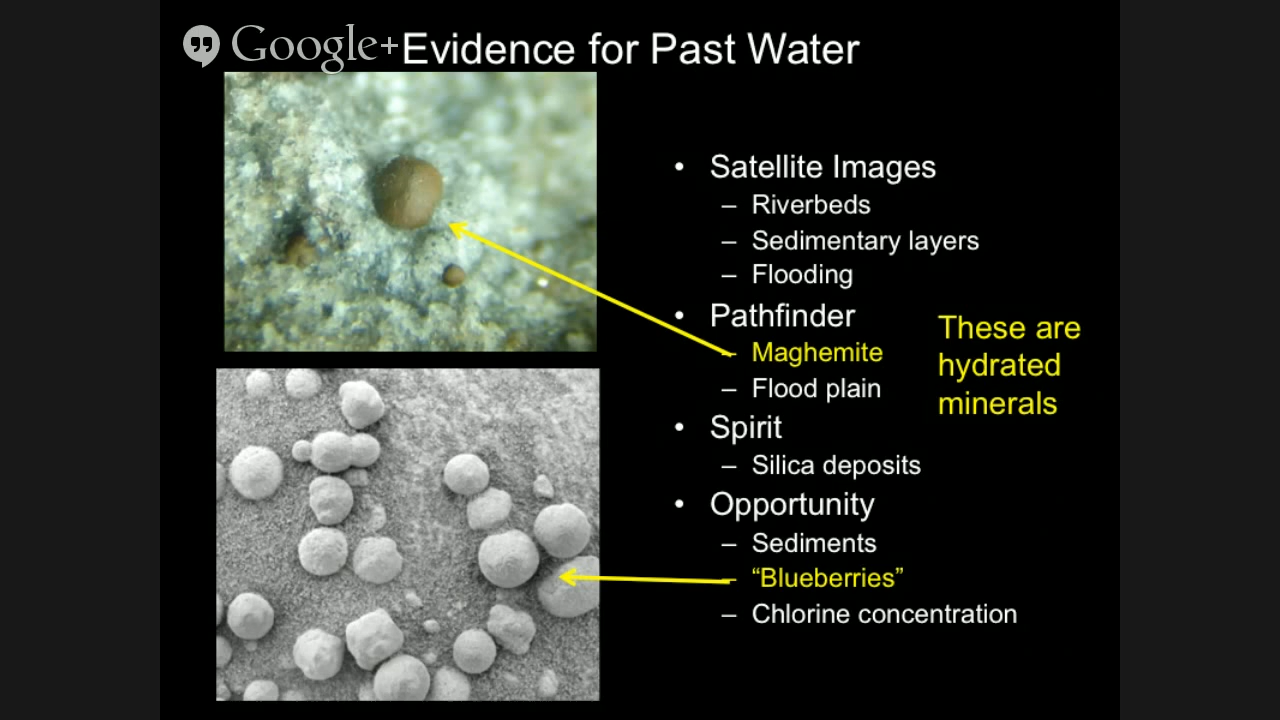 Google+ Evidence for Past Water
• Satellite Images
– Riverbeds
– Sedimentary layers
– Flooding
• Pathfinder
– Maghemite
– Flood plain
These are
hydrated
minerals
• Spirit
– Silica deposits
• Opportunity
– Sediments
– “Blueberries”
– Chlorine concentration